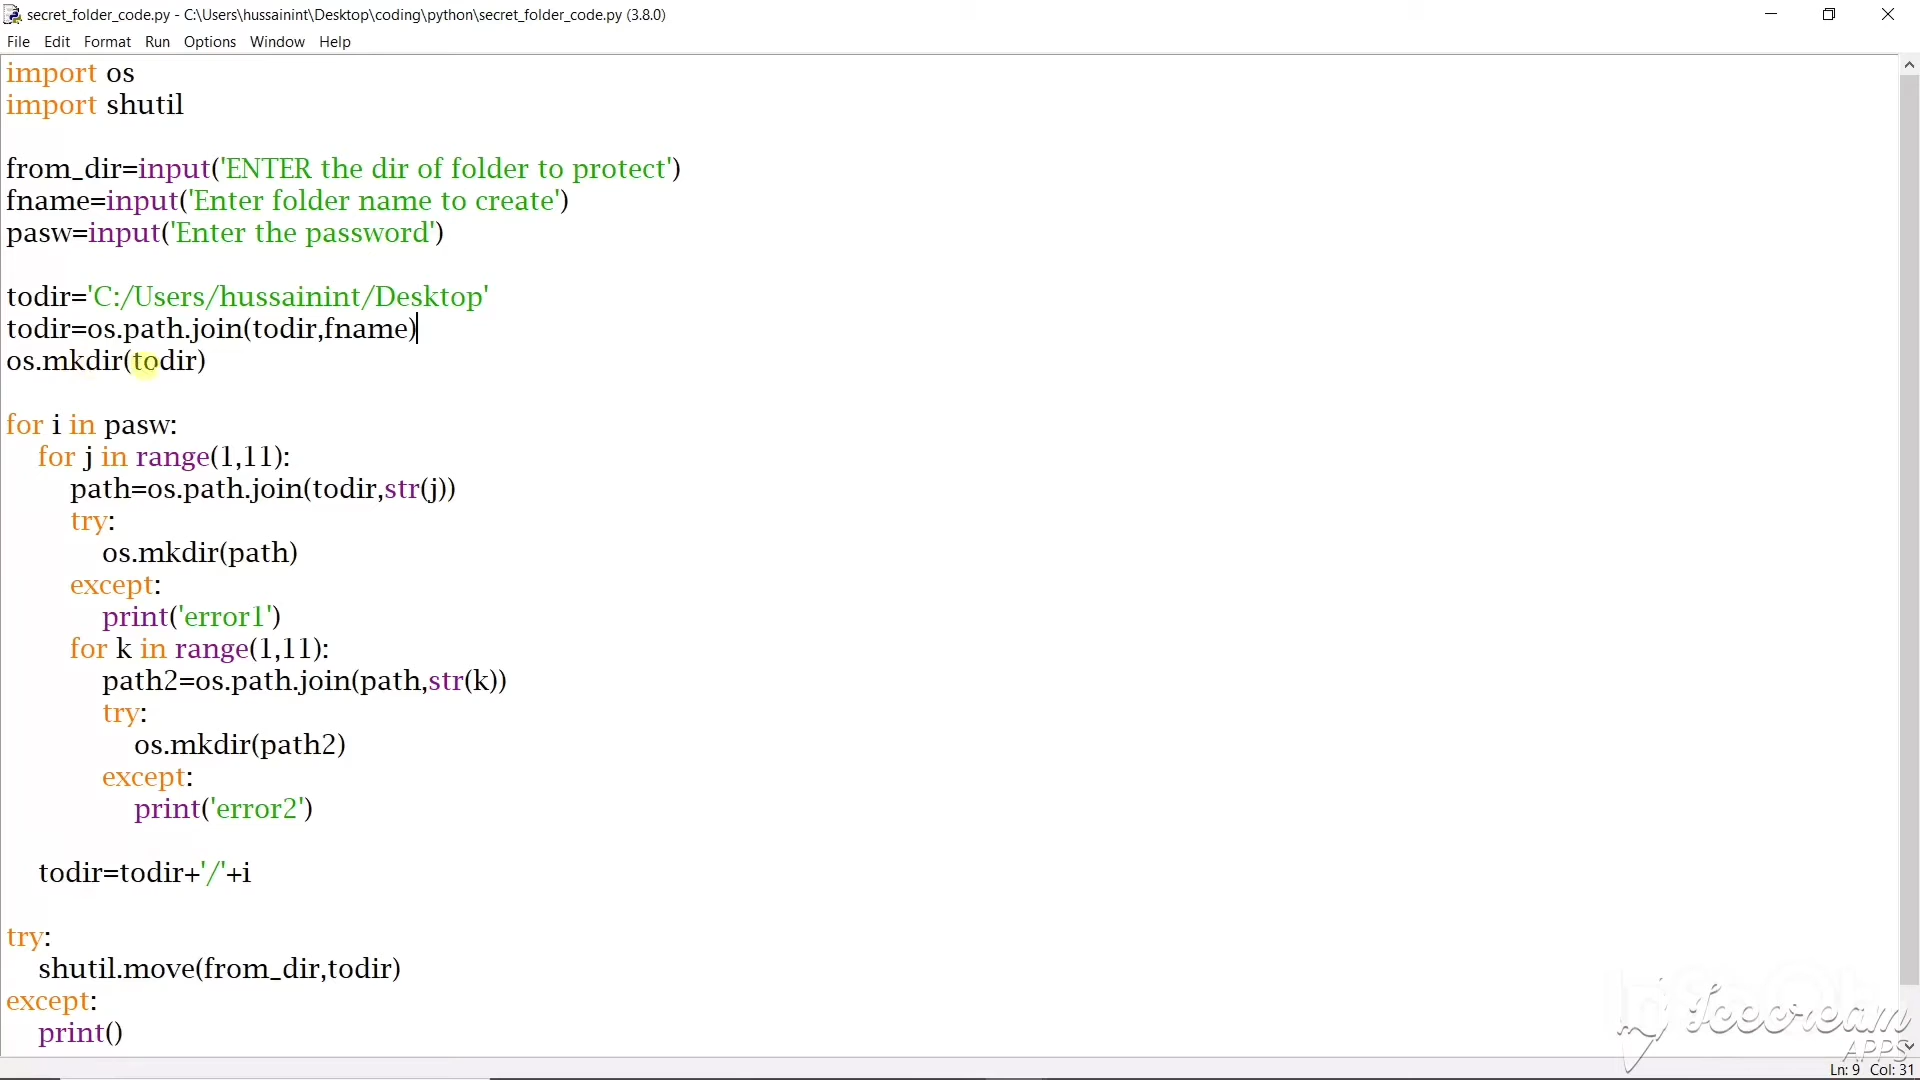 secret_folder_code.py - C:\Users\hussainint\Desktop\coding\python\secret_folder_code.py (3.8.0)
File Edit Format Run Options Window Help
import os
import shutil

from_dir=input('ENTER the dir of folder to protect')
fname=input('Enter folder name to create')
pasw=input('Enter the password')

todir='C:/Users/hussainint/Desktop'
todir=os.path.join(todir,fname)
os.mkdir(todir)

for i in pasw:
    for j in range(1,11):
        path=os.path.join(todir,str(j))
        try:
            os.mkdir(path)
        except:
            print('error1')
        for k in range(1,11):
            path2=os.path.join(path,str(k))
            try:
                os.mkdir(path2)
            except:
                print('error2')

    todir=todir+'/'+i

try:
    shutil.move(from_dir,todir)
except:
    print()
Icecream
APPS
Ln: 9 Col: 31